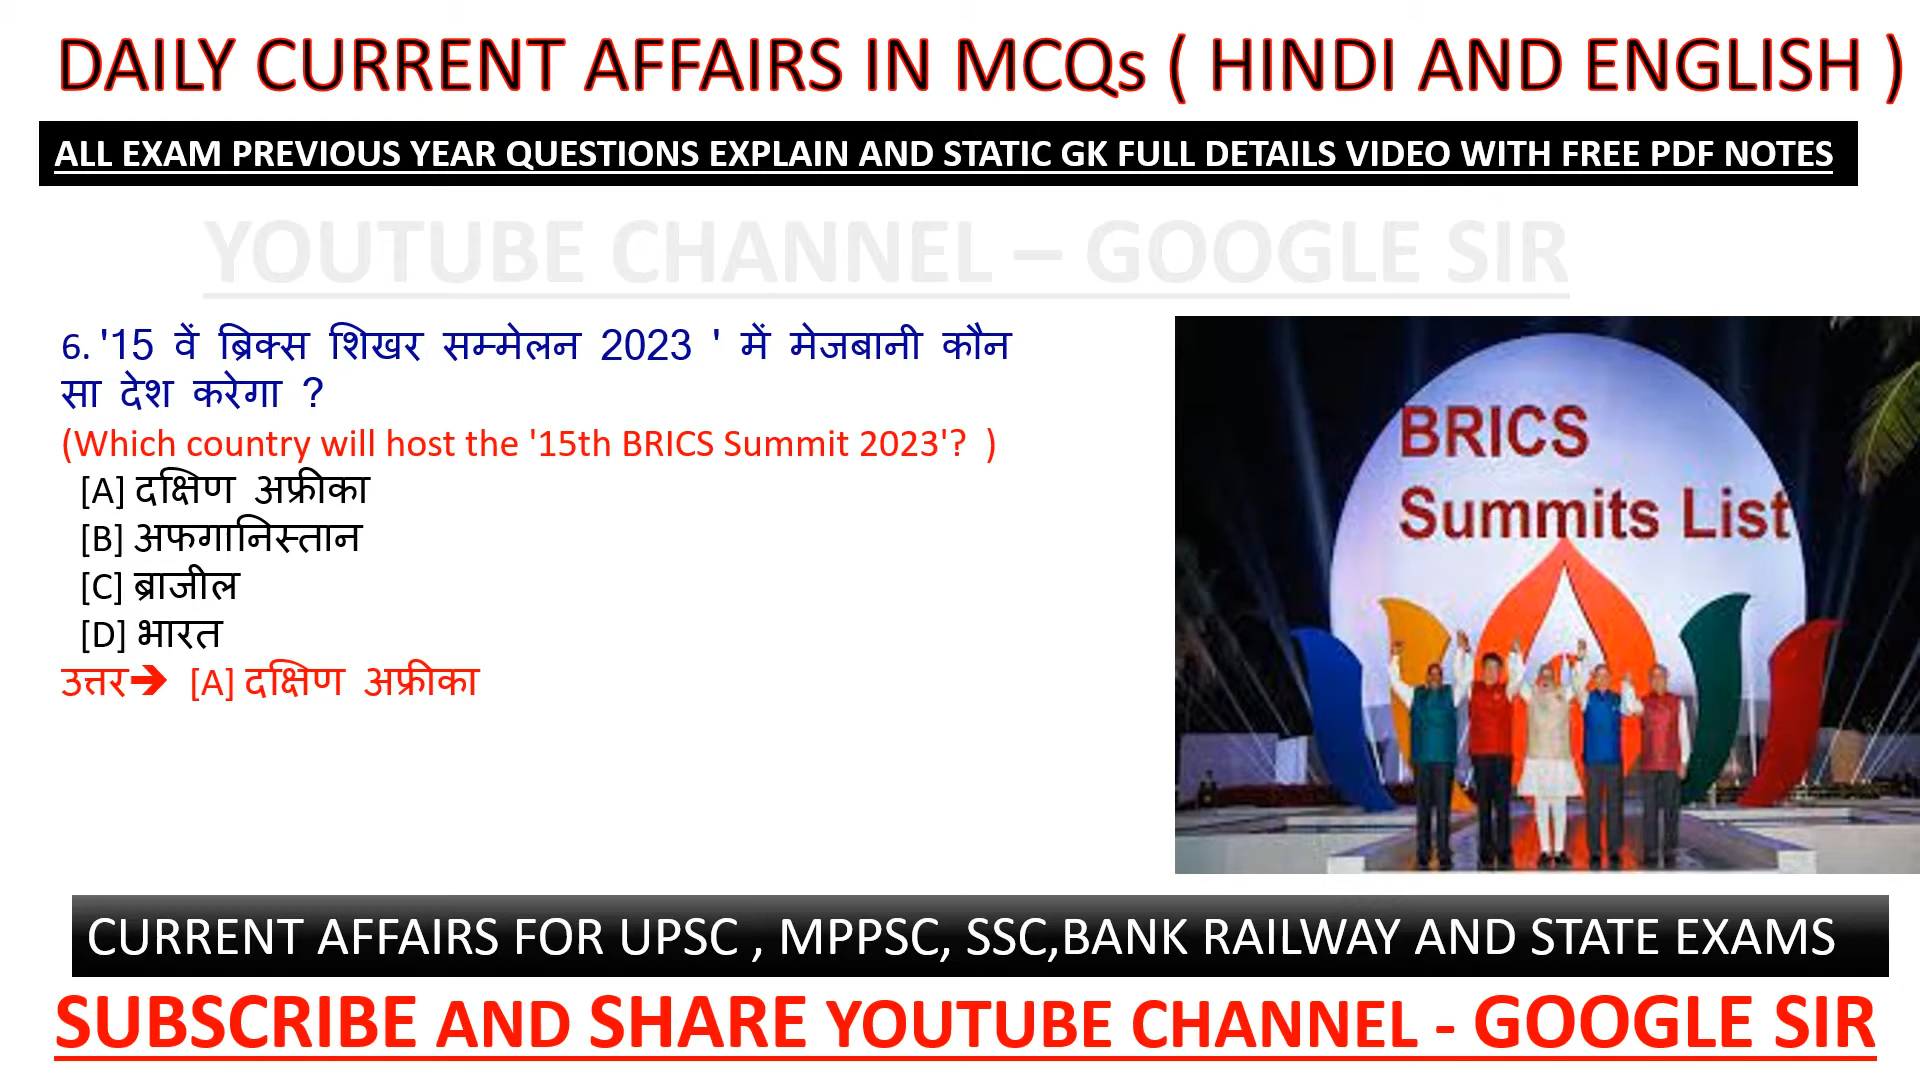 DAILY CURRENT AFFAIRS IN MCQs ( HINDI AND ENGLISH )
ALL EXAM PREVIOUS YEAR QUESTIONS EXPLAIN AND STATIC GK FULL DETAILS VIDEO WITH FREE PDF NOTES
YOUTUBE CHANNEL – GOOGLE SIR
6. '15 वें ब्रिक्स शिखर सम्मेलन 2023 ' में मेजबानी कौन
सा देश करेगा ?
(Which country will host the '15th BRICS Summit 2023'? )
[A] दक्षिण अफ्रीका
[B] अफगानिस्तान
[C] ब्राजील
[D] भारत
उत्तर➔ [A] दक्षिण अफ्रीका
BRICS
Summits List
CURRENT AFFAIRS FOR UPSC , MPPSC, SSC,BANK RAILWAY AND STATE EXAMS
SUBSCRIBE AND SHARE YOUTUBE CHANNEL - GOOGLE SIR